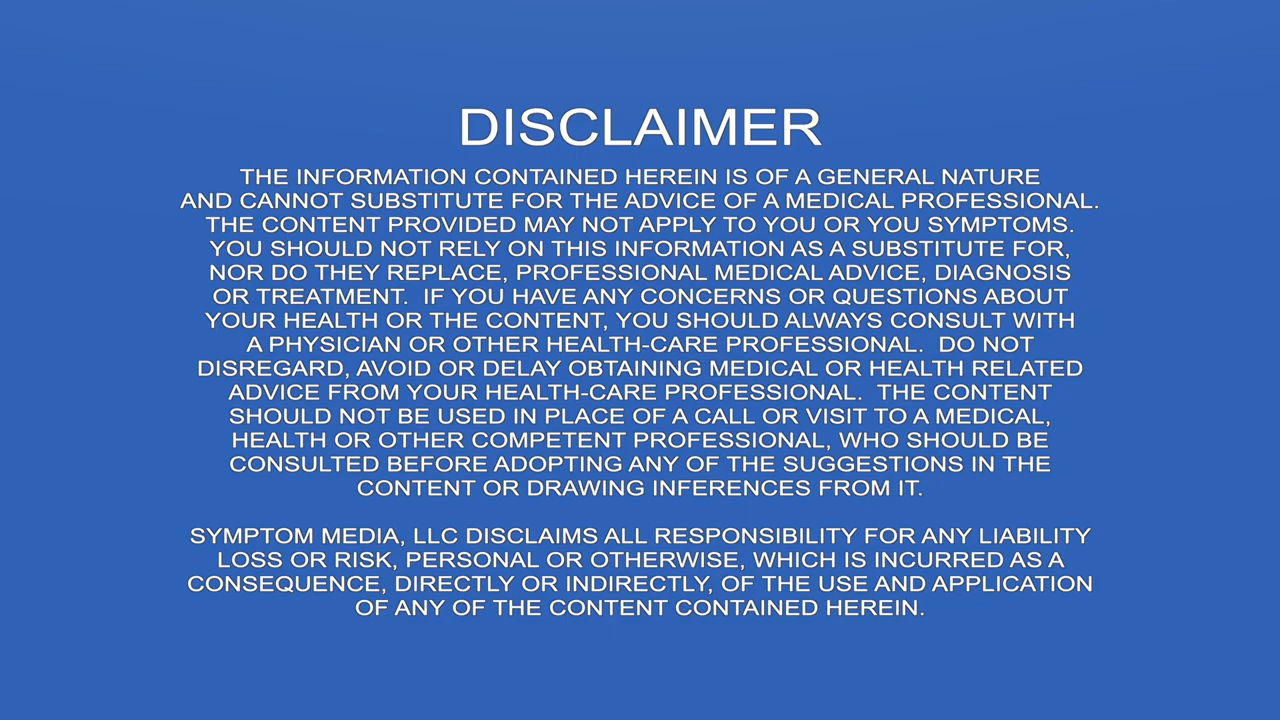 DISCLAIMER
THE INFORMATION CONTAINED HEREIN IS OF A GENERAL NATURE
AND CANNOT SUBSTITUTE FOR THE ADVICE OF A MEDICAL PROFESSIONAL.
THE CONTENT PROVIDED MAY NOT APPLY TO YOU OR YOU SYMPTOMS.
YOU SHOULD NOT RELY ON THIS INFORMATION AS A SUBSTITUTE FOR,
NOR DO THEY REPLACE, PROFESSIONAL MEDICAL ADVICE, DIAGNOSIS
OR TREATMENT.  IF YOU HAVE ANY CONCERNS OR QUESTIONS ABOUT
YOUR HEALTH OR THE CONTENT, YOU SHOULD ALWAYS CONSULT WITH
A PHYSICIAN OR OTHER HEALTH-CARE PROFESSIONAL.  DO NOT
DISREGARD, AVOID OR DELAY OBTAINING MEDICAL OR HEALTH RELATED
ADVICE FROM YOUR HEALTH-CARE PROFESSIONAL.  THE CONTENT
SHOULD NOT BE USED IN PLACE OF A CALL OR VISIT TO A MEDICAL,
HEALTH OR OTHER COMPETENT PROFESSIONAL, WHO SHOULD BE
CONSULTED BEFORE ADOPTING ANY OF THE SUGGESTIONS IN THE
CONTENT OR DRAWING INFERENCES FROM IT.
SYMPTOM MEDIA, LLC DISCLAIMS ALL RESPONSIBILITY FOR ANY LIABILITY
LOSS OR RISK, PERSONAL OR OTHERWISE, WHICH IS INCURRED AS A
CONSEQUENCE, DIRECTLY OR INDIRECTLY, OF THE USE AND APPLICATION
OF ANY OF THE CONTENT CONTAINED HEREIN.